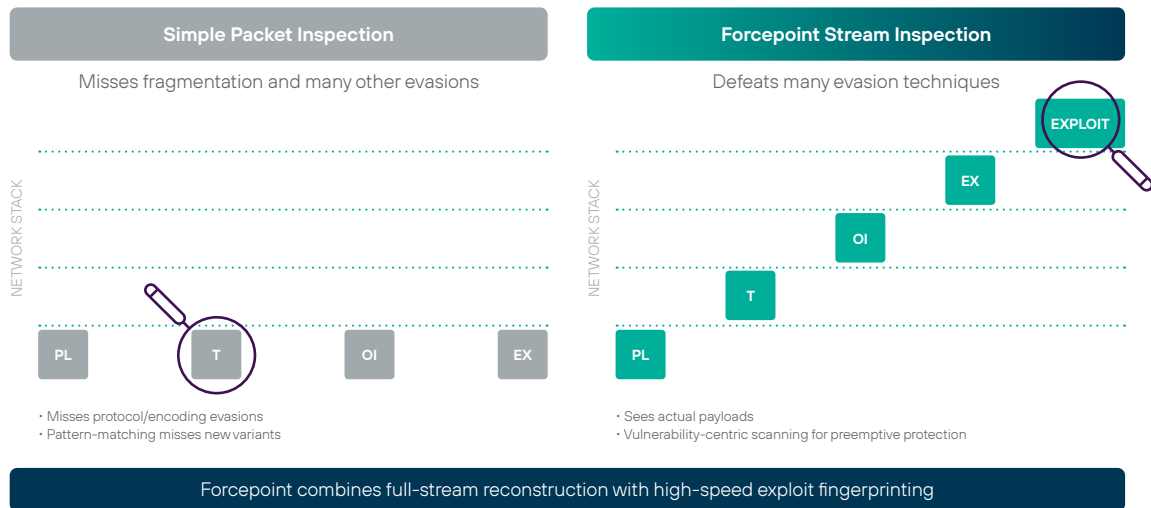 Simple Packet Inspection
Misses fragmentation and many other evasions
NETWORK STACK
PL
T
OI
EX
• Misses protocol/encoding evasions
• Pattern-matching misses new variants
Forcepoint Stream Inspection
Defeats many evasion techniques
NETWORK STACK
EXPLOIT
EX
OI
T
PL
• Sees actual payloads
• Vulnerability-centric scanning for preemptive protection
Forcepoint combines full-stream reconstruction with high-speed exploit fingerprinting